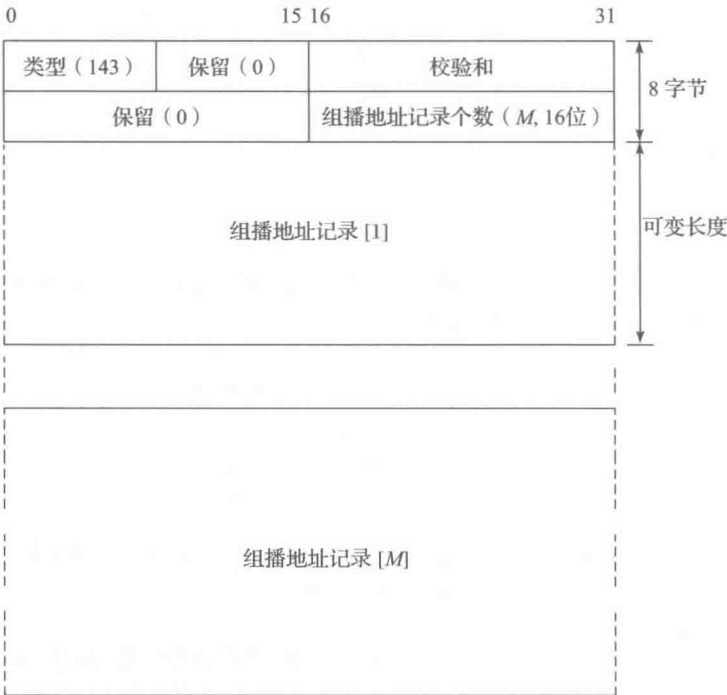 0 15 16 31
类型（143） 保留（0） 校验和
8 字节
保留（0） 组播地址记录个数（M, 16位）
组播地址记录 [1]
可变长度
组播地址记录 [M]